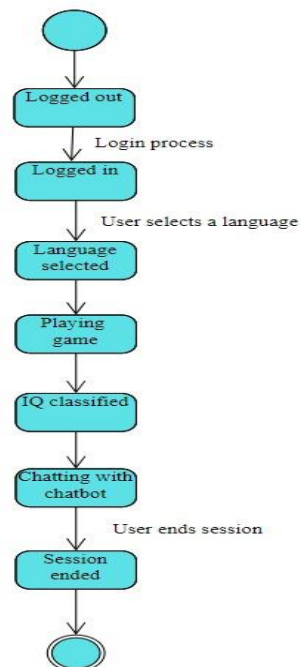 Logged out
Login process
Logged in
User selects a language
Language
selected
Playing
game
IQ classified
Chatting with
chatbot
User ends session
Session
ended